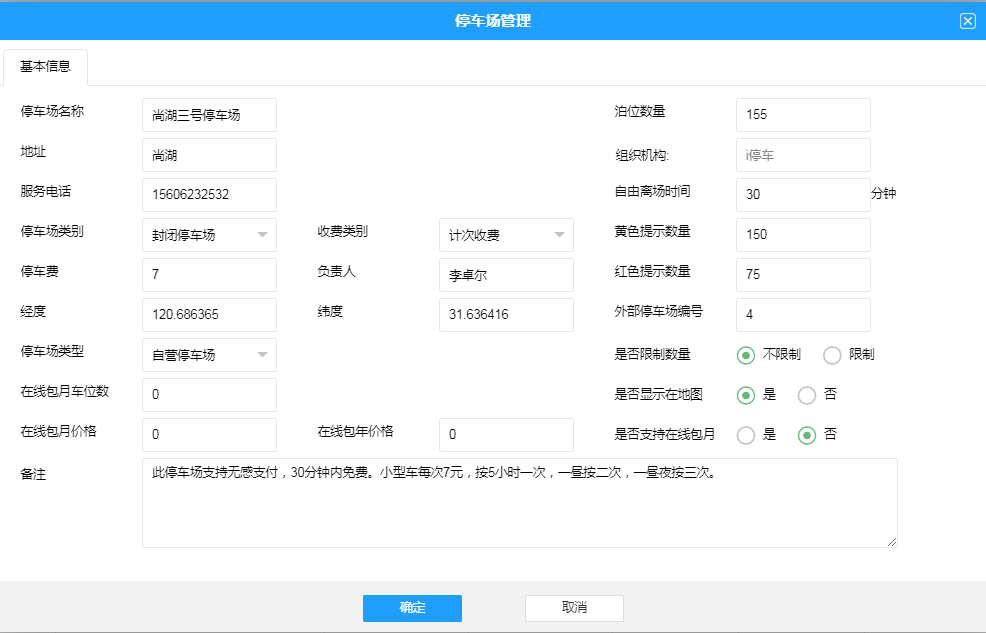 停车场管理
基本信息
停车场名称 尚湖三号停车场 泊位数量 155
地址 尚湖 组织机构: i停车
服务电话 15606232532 自由离场时间 30 分钟
停车场类别 封闭停车场 收费类别 计次收费 黄色提示数量 150
停车费 7 负责人 李卓尔 红色提示数量 75
经度 120.686365 纬度 31.636416 外部停车场编号 4
停车场类型 自营停车场 是否限制数量 不限制 限制
在线包月车位数 0 是否显示在地图 是 否
在线包月价格 0 在线包年价格 0 是否支持在线包月 是 否
备注 此停车场支持无感支付，30分钟内免费。小型车每次7元，按5小时一次，一昼按二次，一昼夜按三次。
确定 取消